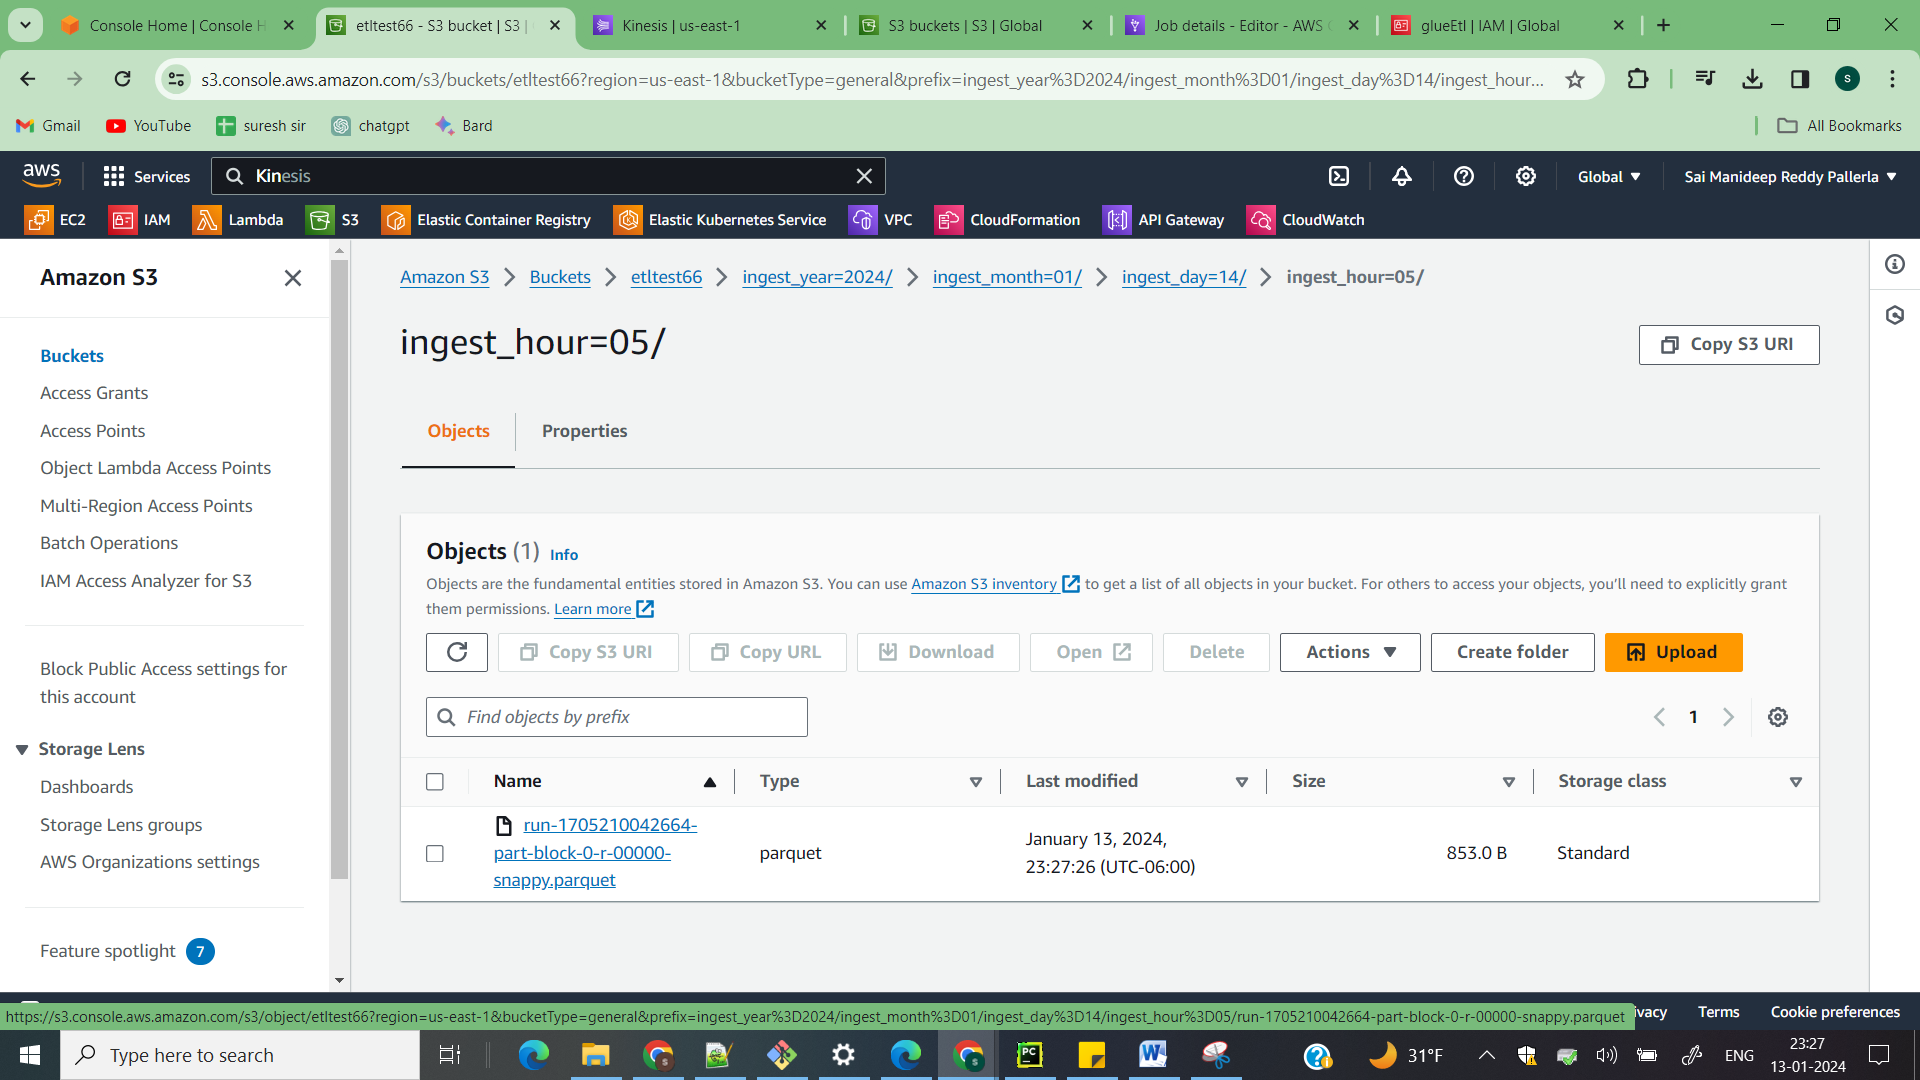 Console Home | Console H
etltest66 - S3 bucket | S3 |
Kinesis | us-east-1
S3 buckets | S3 | Global
Job details - Editor - AWS
glueEtl | IAM | Global
s3.console.aws.amazon.com/s3/buckets/etltest66?region=us-east-1&bucketType=general&prefix=ingest_year%3D2024/ingest_month%3D01/ingest_day%3D14/ingest_hour...
S
Gmail
YouTube
suresh sir
chatgpt
Bard
All Bookmarks
aws
Services
Kinesis
Global
Sai Manideep Reddy Pallerla
EC2
IAM
Lambda
S3
Elastic Container Registry
Elastic Kubernetes Service
VPC
CloudFormation
API Gateway
CloudWatch
Amazon S3
Buckets
Access Grants
Access Points
Object Lambda Access Points
Multi-Region Access Points
Batch Operations
IAM Access Analyzer for S3
Block Public Access settings for
this account
Storage Lens
Dashboards
Storage Lens groups
AWS Organizations settings
Feature spotlight 7
Amazon S3 > Buckets > etltest66 > ingest_year=2024/ > ingest_month=01/ > ingest_day=14/ > ingest_hour=05/
ingest_hour=05/
Copy S3 URI
Objects
Properties
Objects (1) Info
Objects are the fundamental entities stored in Amazon S3. You can use Amazon S3 inventory to get a list of all objects in your bucket. For others to access your objects, you'll need to explicitly grant
them permissions. Learn more
Copy S3 URI
Copy URL
Download
Open
Delete
Actions
Create folder
Upload
Find objects by prefix
1
Name
Type
Last modified
Size
Storage class
run-1705210042664-
part-block-0-r-00000-
snappy.parquet
parquet
January 13, 2024,
23:27:26 (UTC-06:00)
853.0 B
Standard
https://s3.console.aws.amazon.com/s3/object/etltest66?region=us-east-1&bucketType=general&prefix=ingest_year%3D2024/ingest_month%3D01/ingest_day%3D14/ingest_hour%3D05/run-1705210042664-part-block-0-r-00000-snappy.parquet
ivacy
Terms
Cookie preferences
Type here to search
PC
31°F
ENG
23:27
13-01-2024